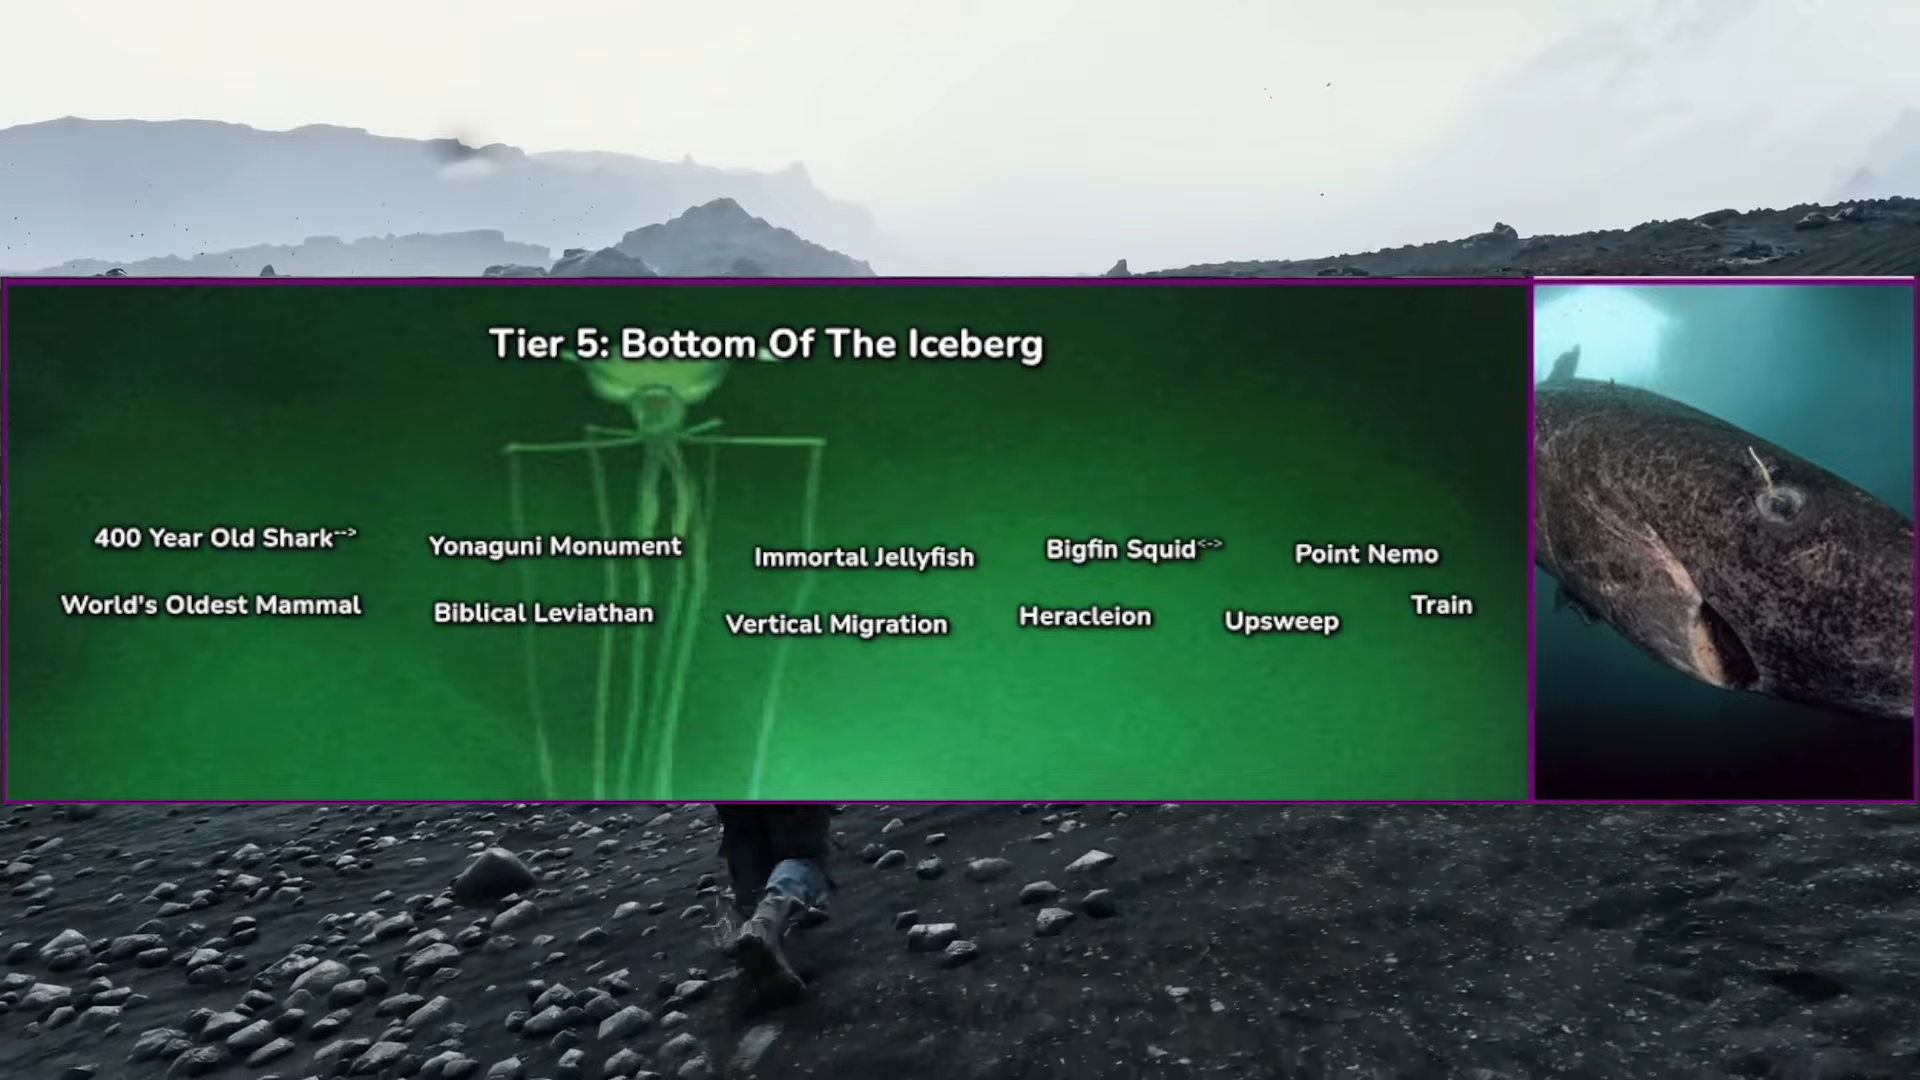 Tier 5: Bottom Of The Iceberg
400 Year Old Shark--> Yonaguni Monument Immortal Jellyfish Bigfin Squid<-> Point Nemo
World's Oldest Mammal Biblical Leviathan Vertical Migration Heracleion Upsweep Train